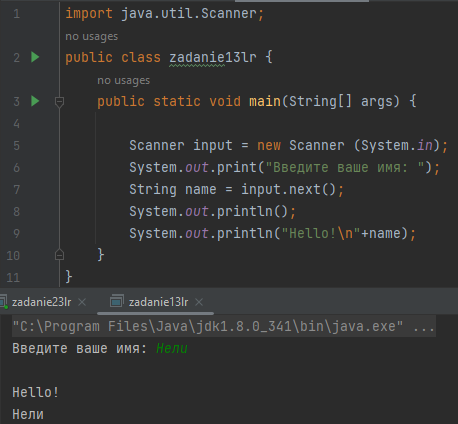 1 import java.util.Scanner;
no usages
2 public class zadanie13lr {
no usages
3 public static void main(String[] args) {
4
5 Scanner input = new Scanner (System.in);
6 System.out.print("Введите ваше имя: ");
7 String name = input.next();
8 System.out.println();
9 System.out.println("Hello!\n"+name);
10 }
11 }
zadanie23lr × zadanie13lr ×
"C:\Program Files\Java\jdk1.8.0_341\bin\java.exe" ...
Введите ваше имя: Нели
Hello!
Нели